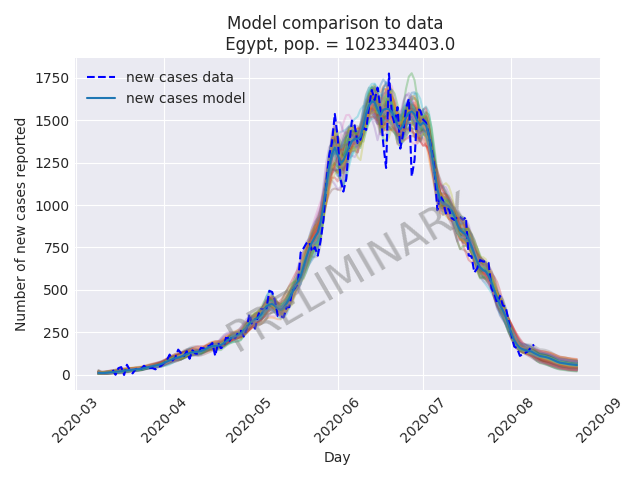 Model comparison to data
Egypt, pop. = 102334403.0
new cases data
new cases model
Number of new cases reported
1750
1500
1250
1000
750
500
250
0
PRELIMINARY
2020-03
2020-04
2020-05
2020-06
2020-07
2020-08
2020-09
Day